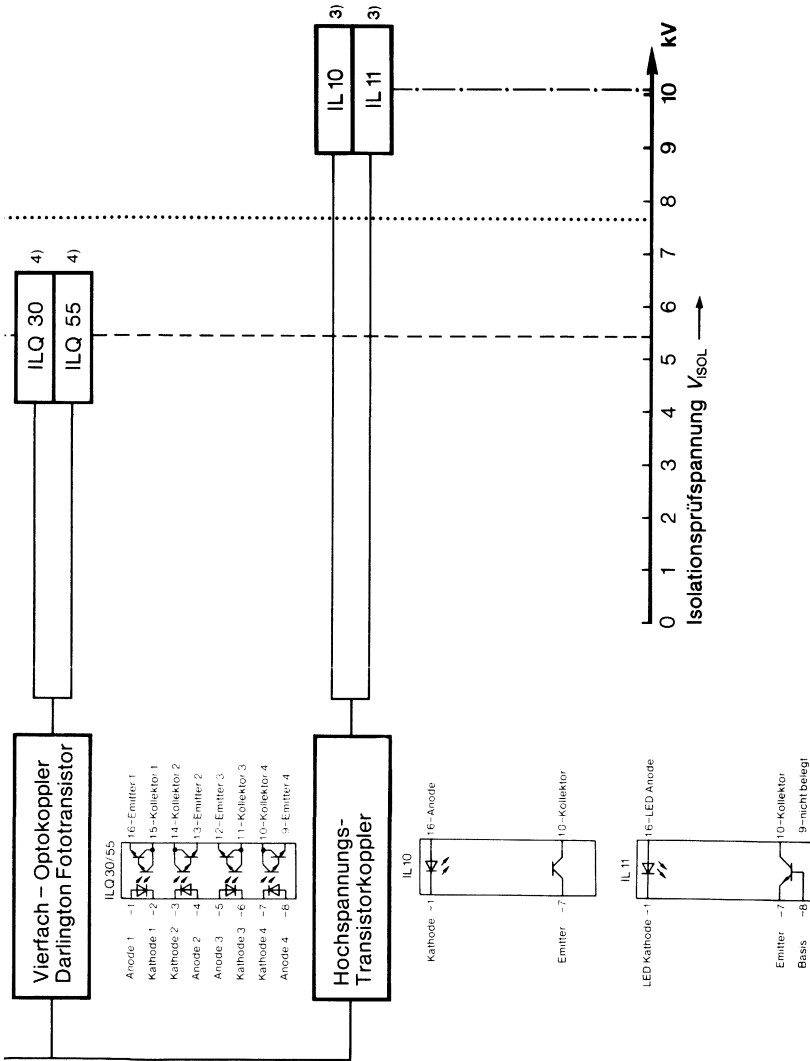 Vierfach – Optokoppler
Darlington Fototransistor
ILQ 30 4)
ILQ 55 4)
ILQ30/55
Anode 1 -1 16-Emitter 1
Kathode 1 -2 15-Kollektor 1
Kathode 2 -3 14-Kollektor 2
Anode 2 -4 13-Emitter 2
Anode 3 -5 12-Emitter 3
Kathode 3 -6 11-Kollektor 3
Kathode 4 -7 10-Kollektor 4
Anode 4 -8 9-Emitter 4
Hochspannungs-
Transistorkoppler
IL 10 3)
IL 11 3)
IL 10
Kathode -1 16-Anode
Emitter -7 10-Kollektor
IL 11
LED Kathode -1 16-LED Anode
Emitter -7 10-Kollektor
Basis -8 9-nicht belegt
0 1 2 3 4 5 6 7 8 9 10 kV
Isolationsprüfspannung VISOL